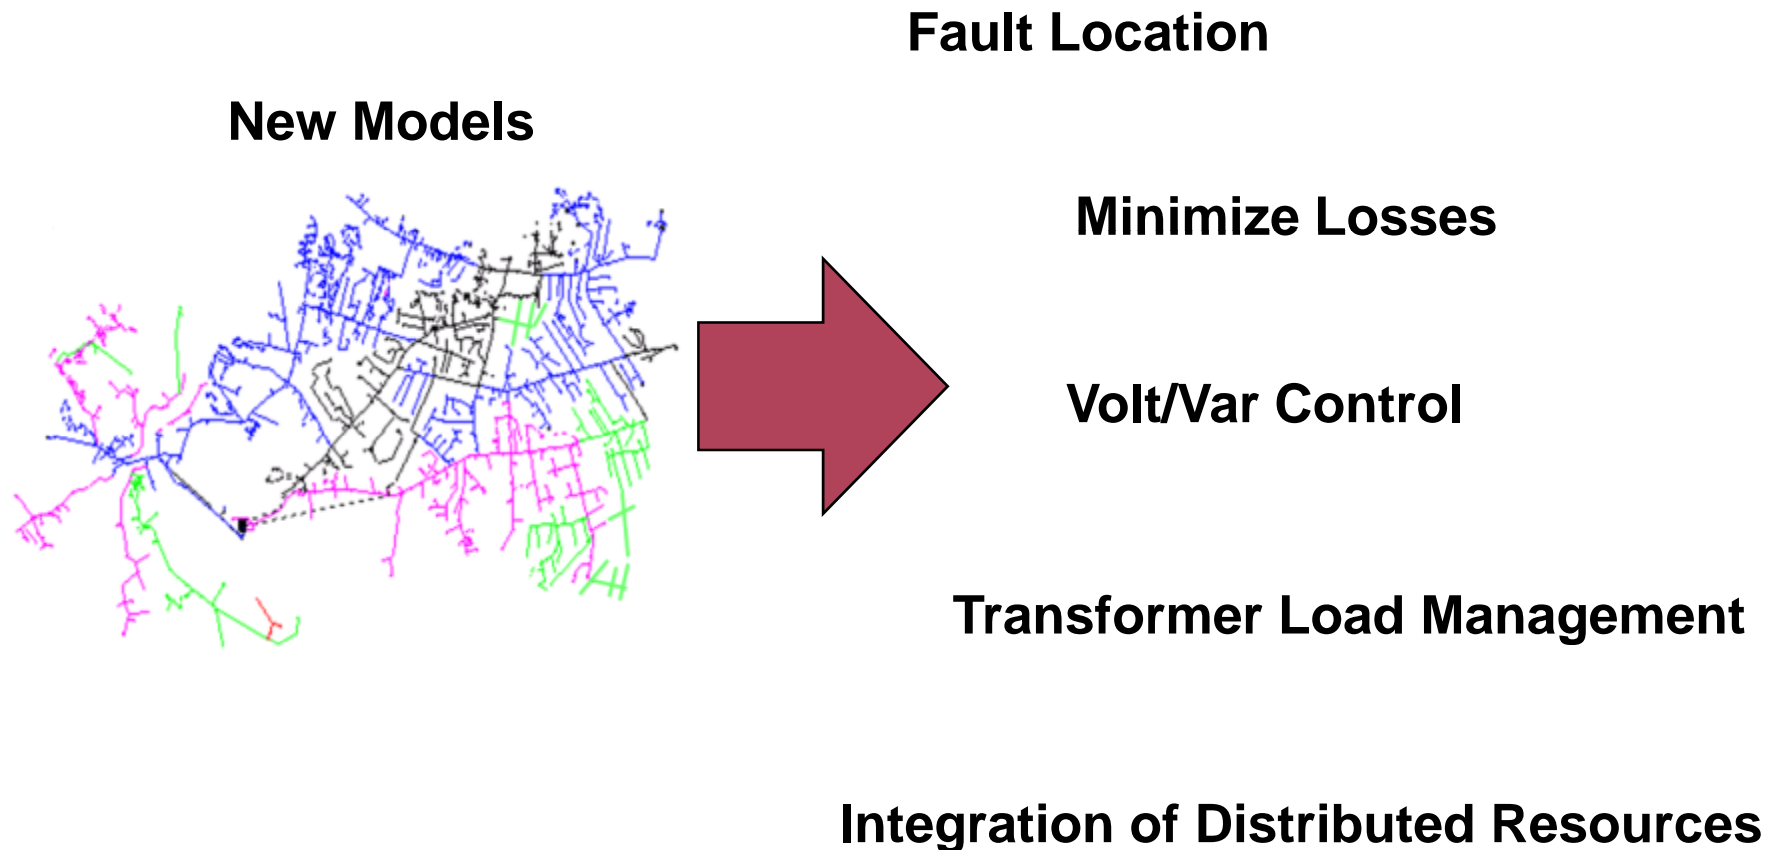 Fault Location
New Models
Minimize Losses
Volt/Var Control
Transformer Load Management
Integration of Distributed Resources